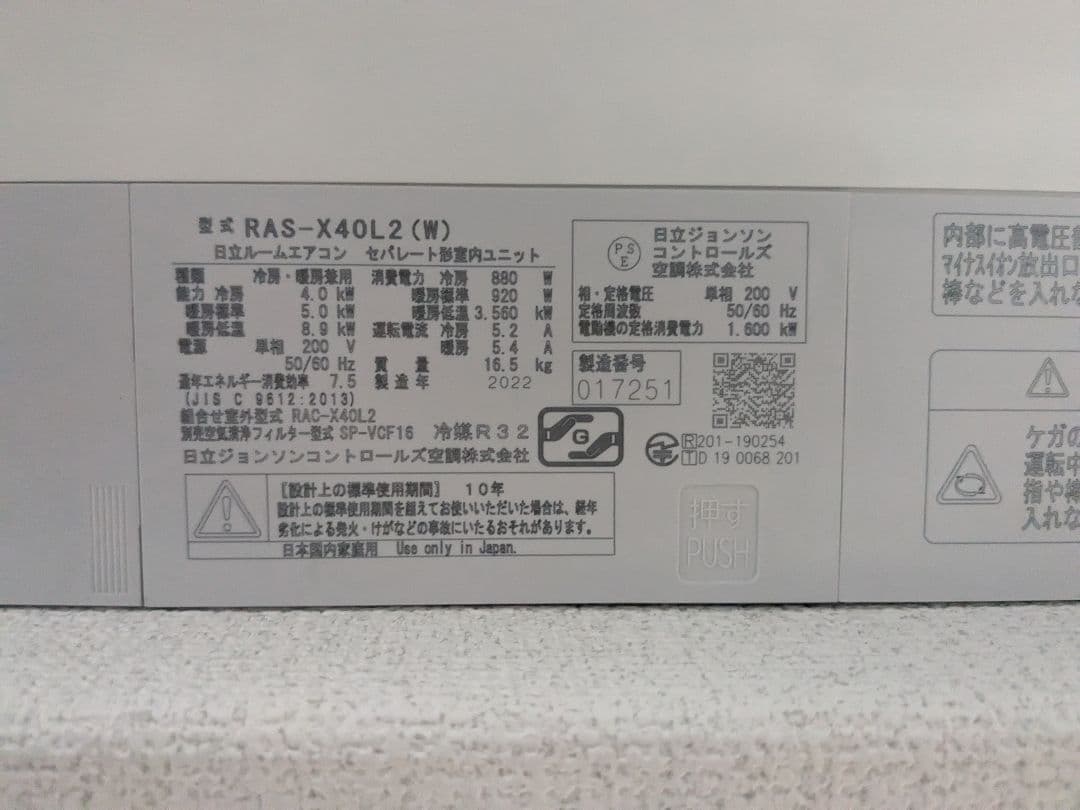 型式 RAS-X40L2(W)
日立ルームエアコン セパレート形室内ユニット
種類 冷房・暖房兼用 消費電力 冷房 880 W
能力 冷房 4.0 kW 暖房標準 920 W
暖房標準 5.0 kW 暖房低温 3.560 kW
暖房低温 8.9 kW 運転電流 冷房 5.2 A
電源 単相 200 V 暖房 5.4 A
50/60 Hz 質量 16.5 kg
通年エネルギー消費効率 7.5 製造年 2022
(JIS C 9612:2013)
組合せ室外型式 RAC-X40L2
別売空気清浄フィルター型式 SP-VCF16 冷媒R32
日立ジョンソンコントロールズ空調株式会社
G
PSE
日立ジョンソン
コントロールズ
空調株式会社
相・定格電圧 単相 200 V
定格周波数 50/60 Hz
電動機の定格消費電力 1.600 kW
製造番号
017251
R 201-190254
T D 19 0068 201
[設計上の標準使用期間] 10年
設計上の標準使用期間を超えてお使いいただいた場合は、経年
劣化による発火・けがなどの事故にいたるおそれがあります。
日本国内家庭用 Use only in Japan.
押す
PUSH
内部に高電圧部
マイナスイオン放出口
棒などを入れな
ケガの
運転中
指や棒
入れな